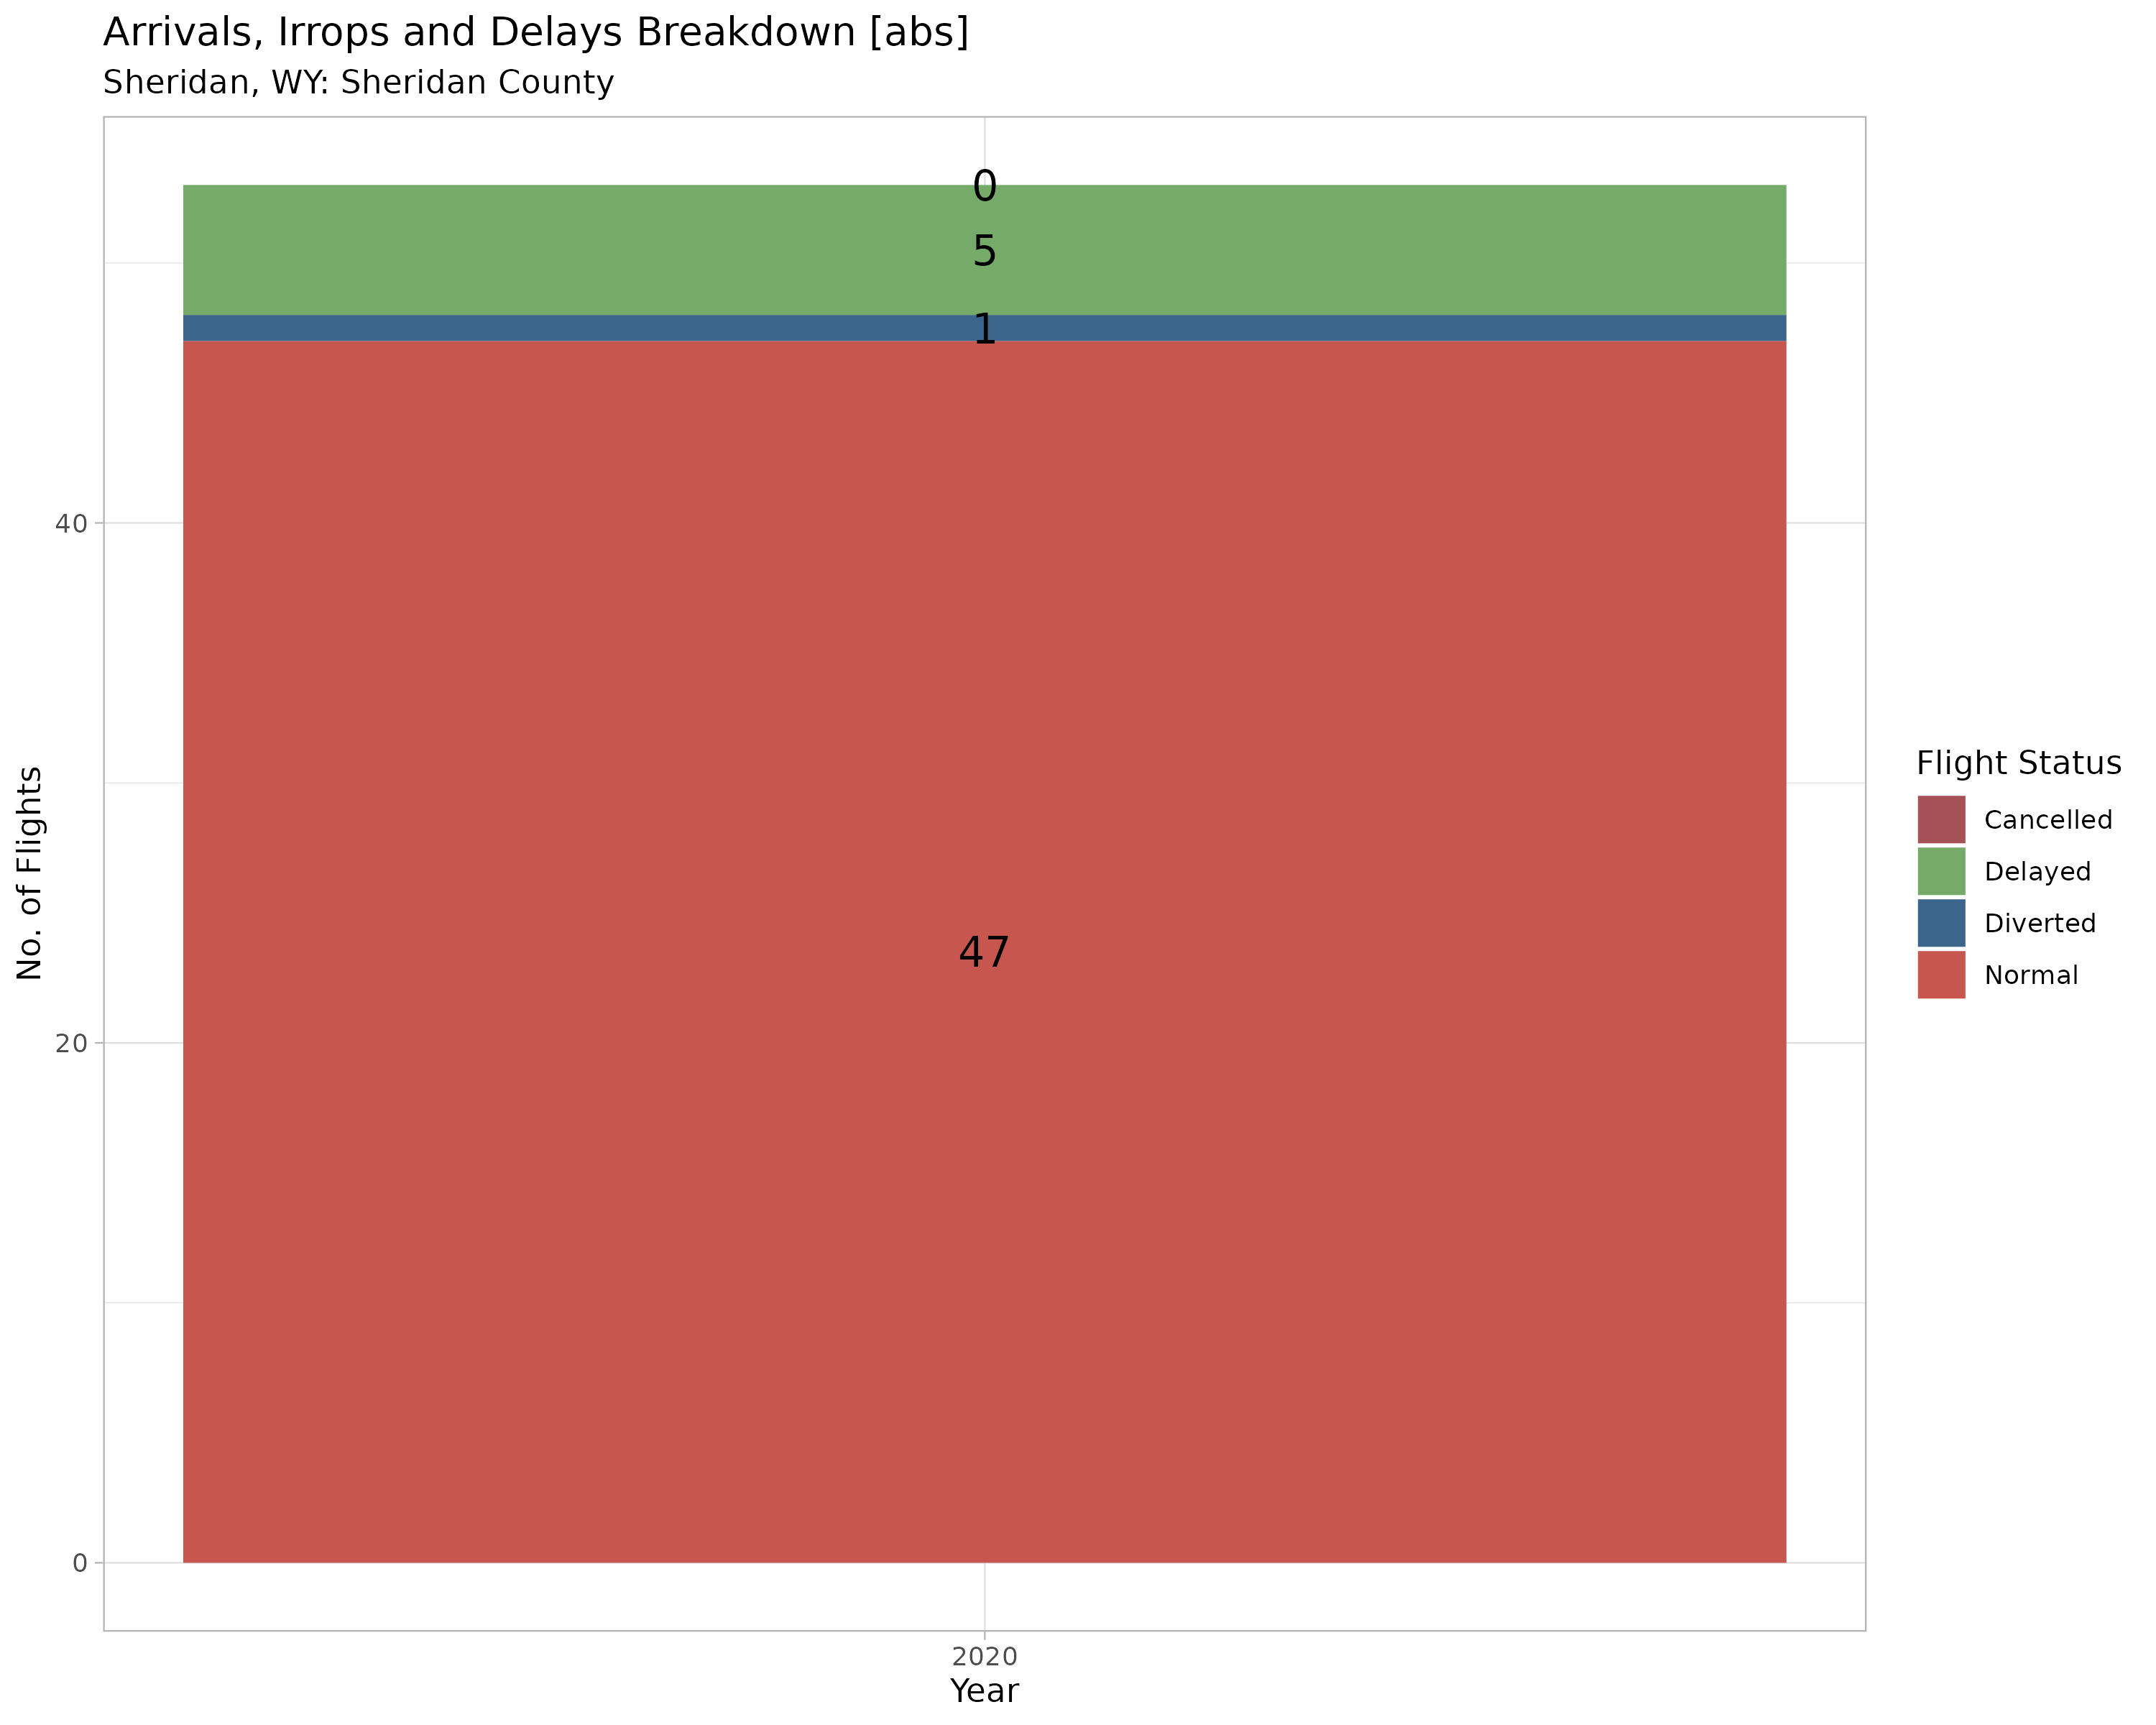 Arrivals, Irrops and Delays Breakdown [abs]
Sheridan, WY: Sheridan County
0
5
1
47
40
20
0
No. of Flights
2020
Year
Flight Status
Cancelled
Delayed
Diverted
Normal